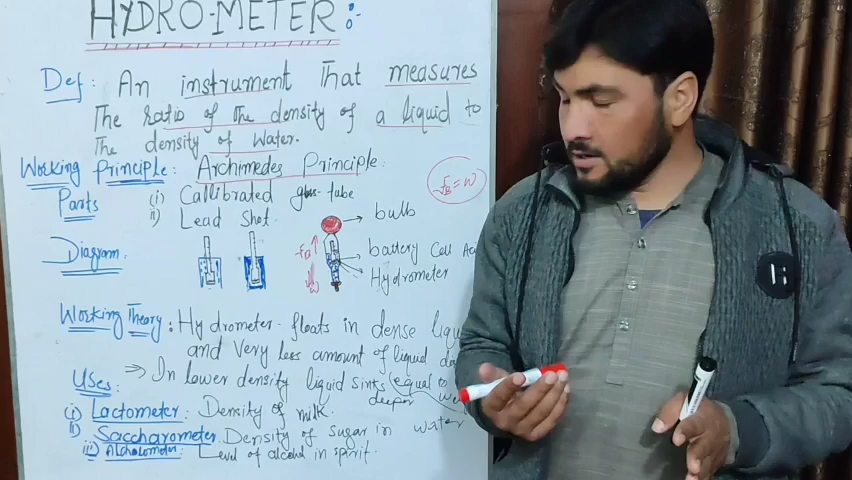 HYDRO-METER :
Def: An instrument That measures
The ratio of The density of a liquid to
The density of Water.
Working Principle: Archimedes Principle:
Parts (i) Callibrated tube
ii) Lead Shot
FB = W
Diagram
bulb
battery Cell
Hydrometer
FB
W
Working Theory: Hydrometer floats in dense
and Very Less amount of liquid
⇒ In lower density liquid sinks (equal to
deeper
Uses:
(i) Lactometer: Density of milk.
ii) Saccharometer Density of Sugar in water
iii) Alcholometer: Level of alcohol in spirit.